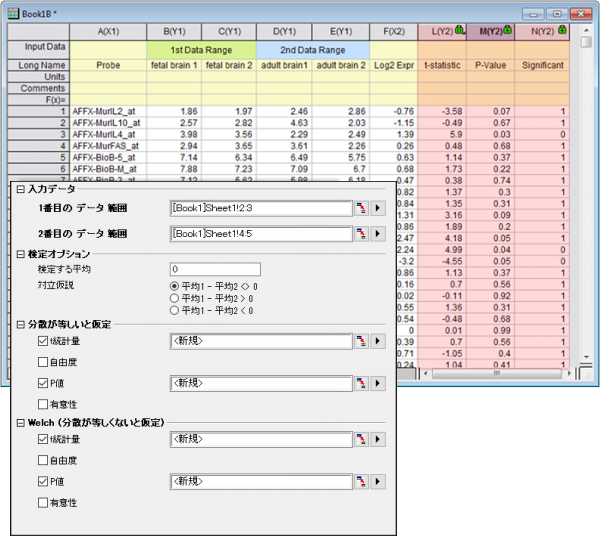 Book1B *
A(X1) B(Y1) C(Y1) D(Y1) E(Y1) F(X2) L(Y2) M(Y2) N(Y2)
Input Data 1st Data Range 2nd Data Range
Long Name Probe fetal brain 1 fetal brain 2 adult brain1 adult brain 2 Log2 Expr t-statistic P-Value Significant
Units
Comments
F(x)=
1 AFFX-MurIL2_at 1.86 1.97 2.46 2.86 -0.76 -3.58 0.07 1
2 AFFX-MurIL10_at 2.57 2.82 4.63 2.03 -1.15 -0.49 0.67 1
3 AFFX-MurIL4_at 3.98 3.56 2.29 2.49 1.39 5.9 0.03 0
4 AFFX-MurFAS_at 2.94 3.65 3.61 2.26 0.26 0.48 0.68 1
5 AFFX-BioB-5_at 7.14 6.34 6.49 5.75 0.63 1.14 0.37 1
6 AFFX-BioB-M_at 7.88 7.23 7.09 6.7 0.68 1.73 0.22 1
0.47 0.38 0.74 1
0.82 1.37 0.3 1
0.84 1.35 0.31 1
1.31 3.16 0.09 1
0.86 1.89 0.2 1
2.47 4.18 0.05 1
2.24 4.99 0.04 0
-3.2 -4.55 0.05 0
0.86 1.13 0.37 1
0.16 0.7 0.56 1
0.02 -0.11 0.92 1
0.55 1.36 0.31 1
0.54 -0.48 0.68 1
0 0.01 0.99 1
0.39 0.7 0.56 1
0.71 -1.05 0.4 1
0.24 1.04 0.41 1
入力データ
1番目の データ 範囲 [Book1]Sheet1!2:3
2番目の データ 範囲 [Book1]Sheet1!4:5
検定オプション
検定する平均 0
対立仮説 平均1 - 平均2 <> 0
平均1 - 平均2 > 0
平均1 - 平均2 < 0
分散が等しいと仮定
t統計量 <新規>
自由度
P値 <新規>
有意性
Welch (分散が等しくないと仮定)
t統計量 <新規>
自由度
P値 <新規>
有意性